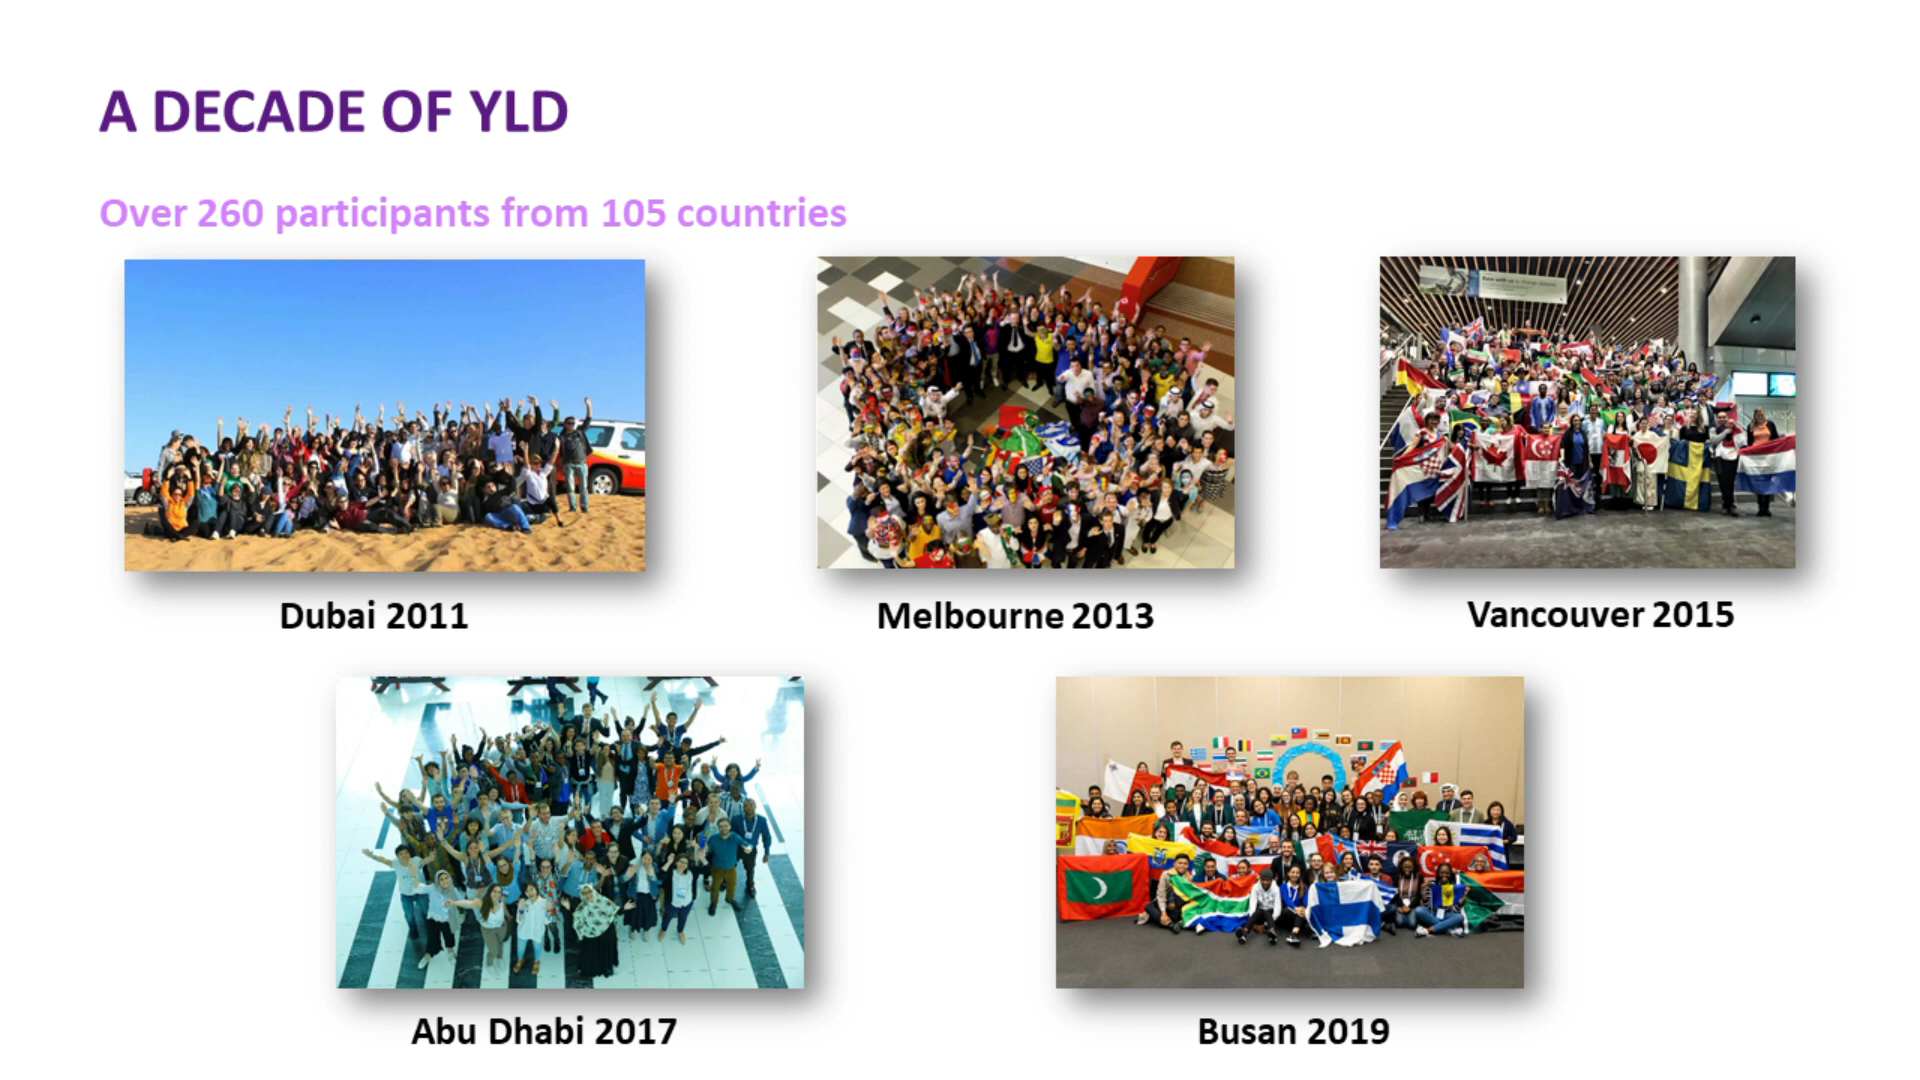 A DECADE OF YLD
Over 260 participants from 105 countries
Dubai 2011
Melbourne 2013
Vancouver 2015
Abu Dhabi 2017
Busan 2019